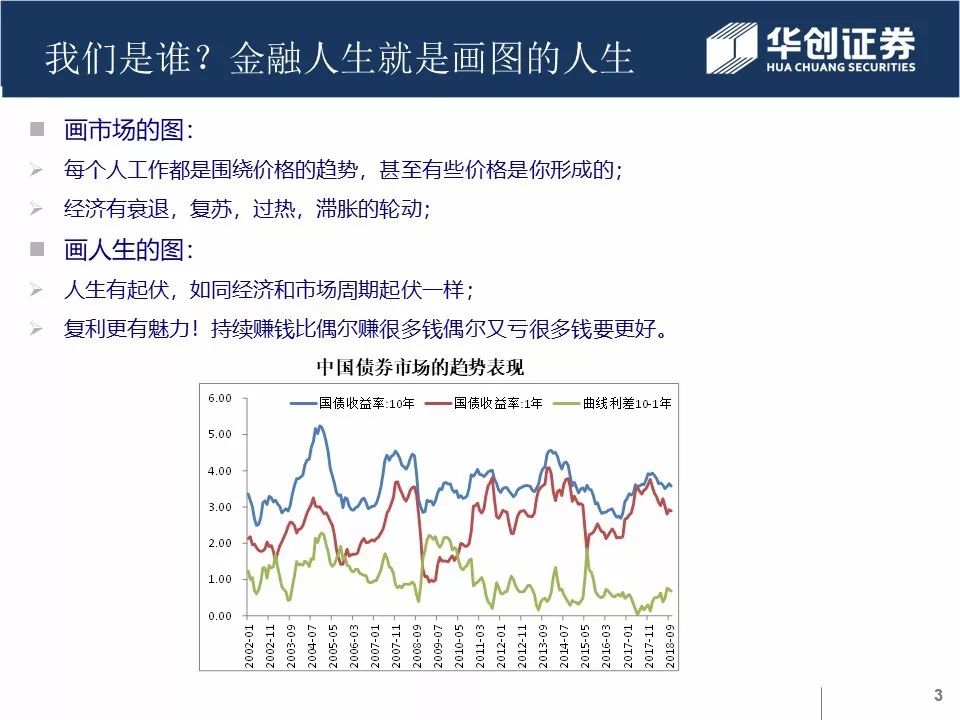 我们是谁？金融人生就是画图的人生
华创证券
HUA CHUANG SECURITIES
画市场的图：
每个人工作都是围绕价格的趋势，甚至有些价格是你形成的；
经济有衰退，复苏，过热，滞胀的轮动；
画人生的图：
人生有起伏，如同经济和市场周期起伏一样；
复利更有魅力！持续赚钱比偶尔赚很多钱偶尔又亏很多钱要更好。
中国债券市场的趋势表现
国债收益率:10年 国债收益率:1年 曲线利差10-1年
6.00
5.00
4.00
3.00
2.00
1.00
0.00
2002-01 2002-11 2003-09 2004-07 2005-05 2006-03 2007-01 2007-11 2008-09 2009-07 2010-05 2011-03 2012-01 2012-11 2013-09 2014-07 2015-05 2016-03 2017-01 2017-11 2018-09
3